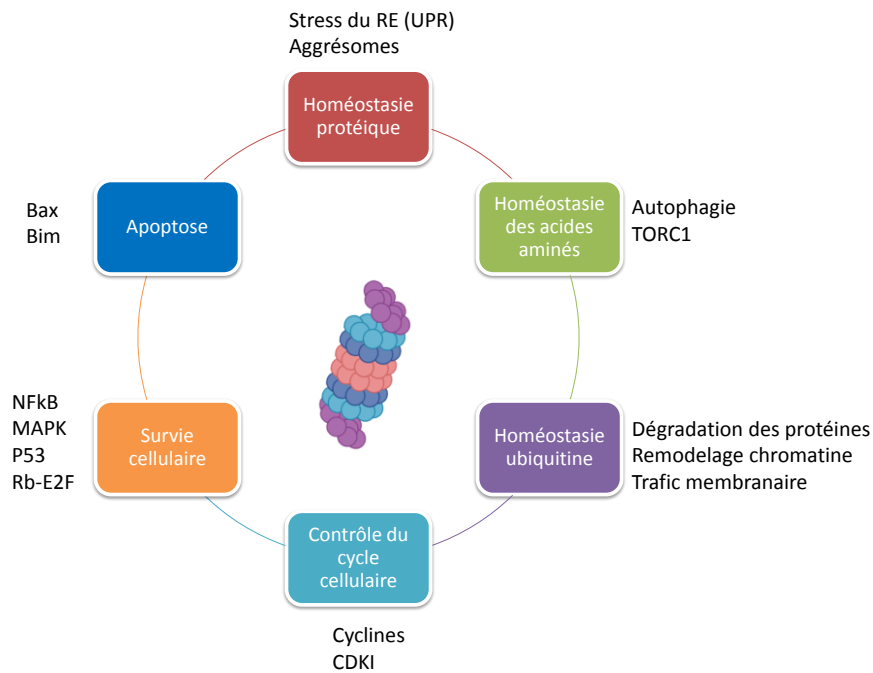 Stress du RE (UPR)
Aggrésomes
Homéostasie
protéique
Homéostasie
des acides
aminés
Autophagie
TORC1
Homéostasie
ubiquitine
Dégradation des protéines
Remodelage chromatine
Trafic membranaire
Contrôle du
cycle
cellulaire
Cyclines
CDKI
Survie
cellulaire
NFkB
MAPK
P53
Rb-E2F
Apoptose
Bax
Bim